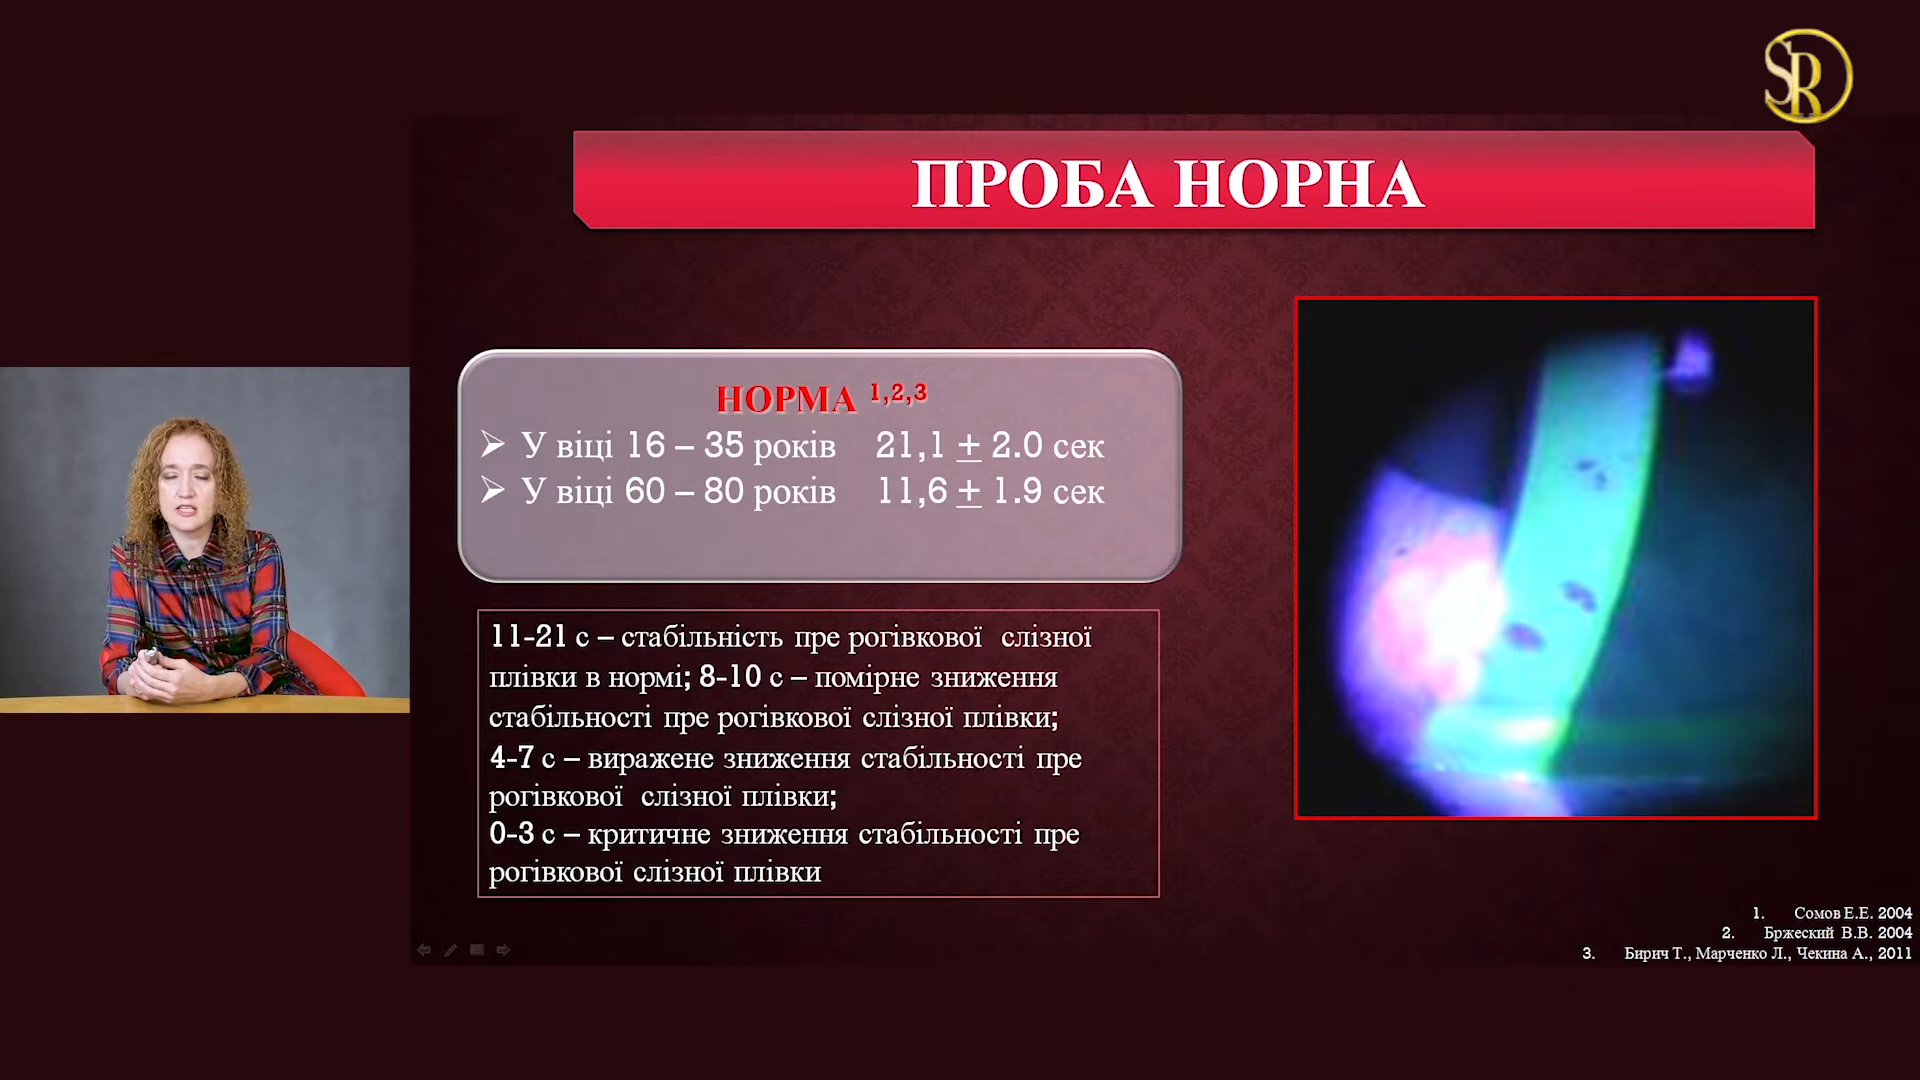 SR
ПРОБА НОРНА
НОРМА 1,2,3
➢ У віці 16 – 35 років 21,1 ± 2.0 сек
➢ У віці 60 – 80 років 11,6 ± 1.9 сек
11-21 с – стабільність пре рогівкової слізної
плівки в нормі; 8-10 с – помірне зниження
стабільності пре рогівкової слізної плівки;
4-7 с – виражене зниження стабільності пре
рогівкової слізної плівки;
0-3 с – критичне зниження стабільності пре
рогівкової слізної плівки
1. Сомов Е.Е. 2004
2. Бржеский В.В. 2004
3. Бирич Т., Марченко Л., Чекина А., 2011